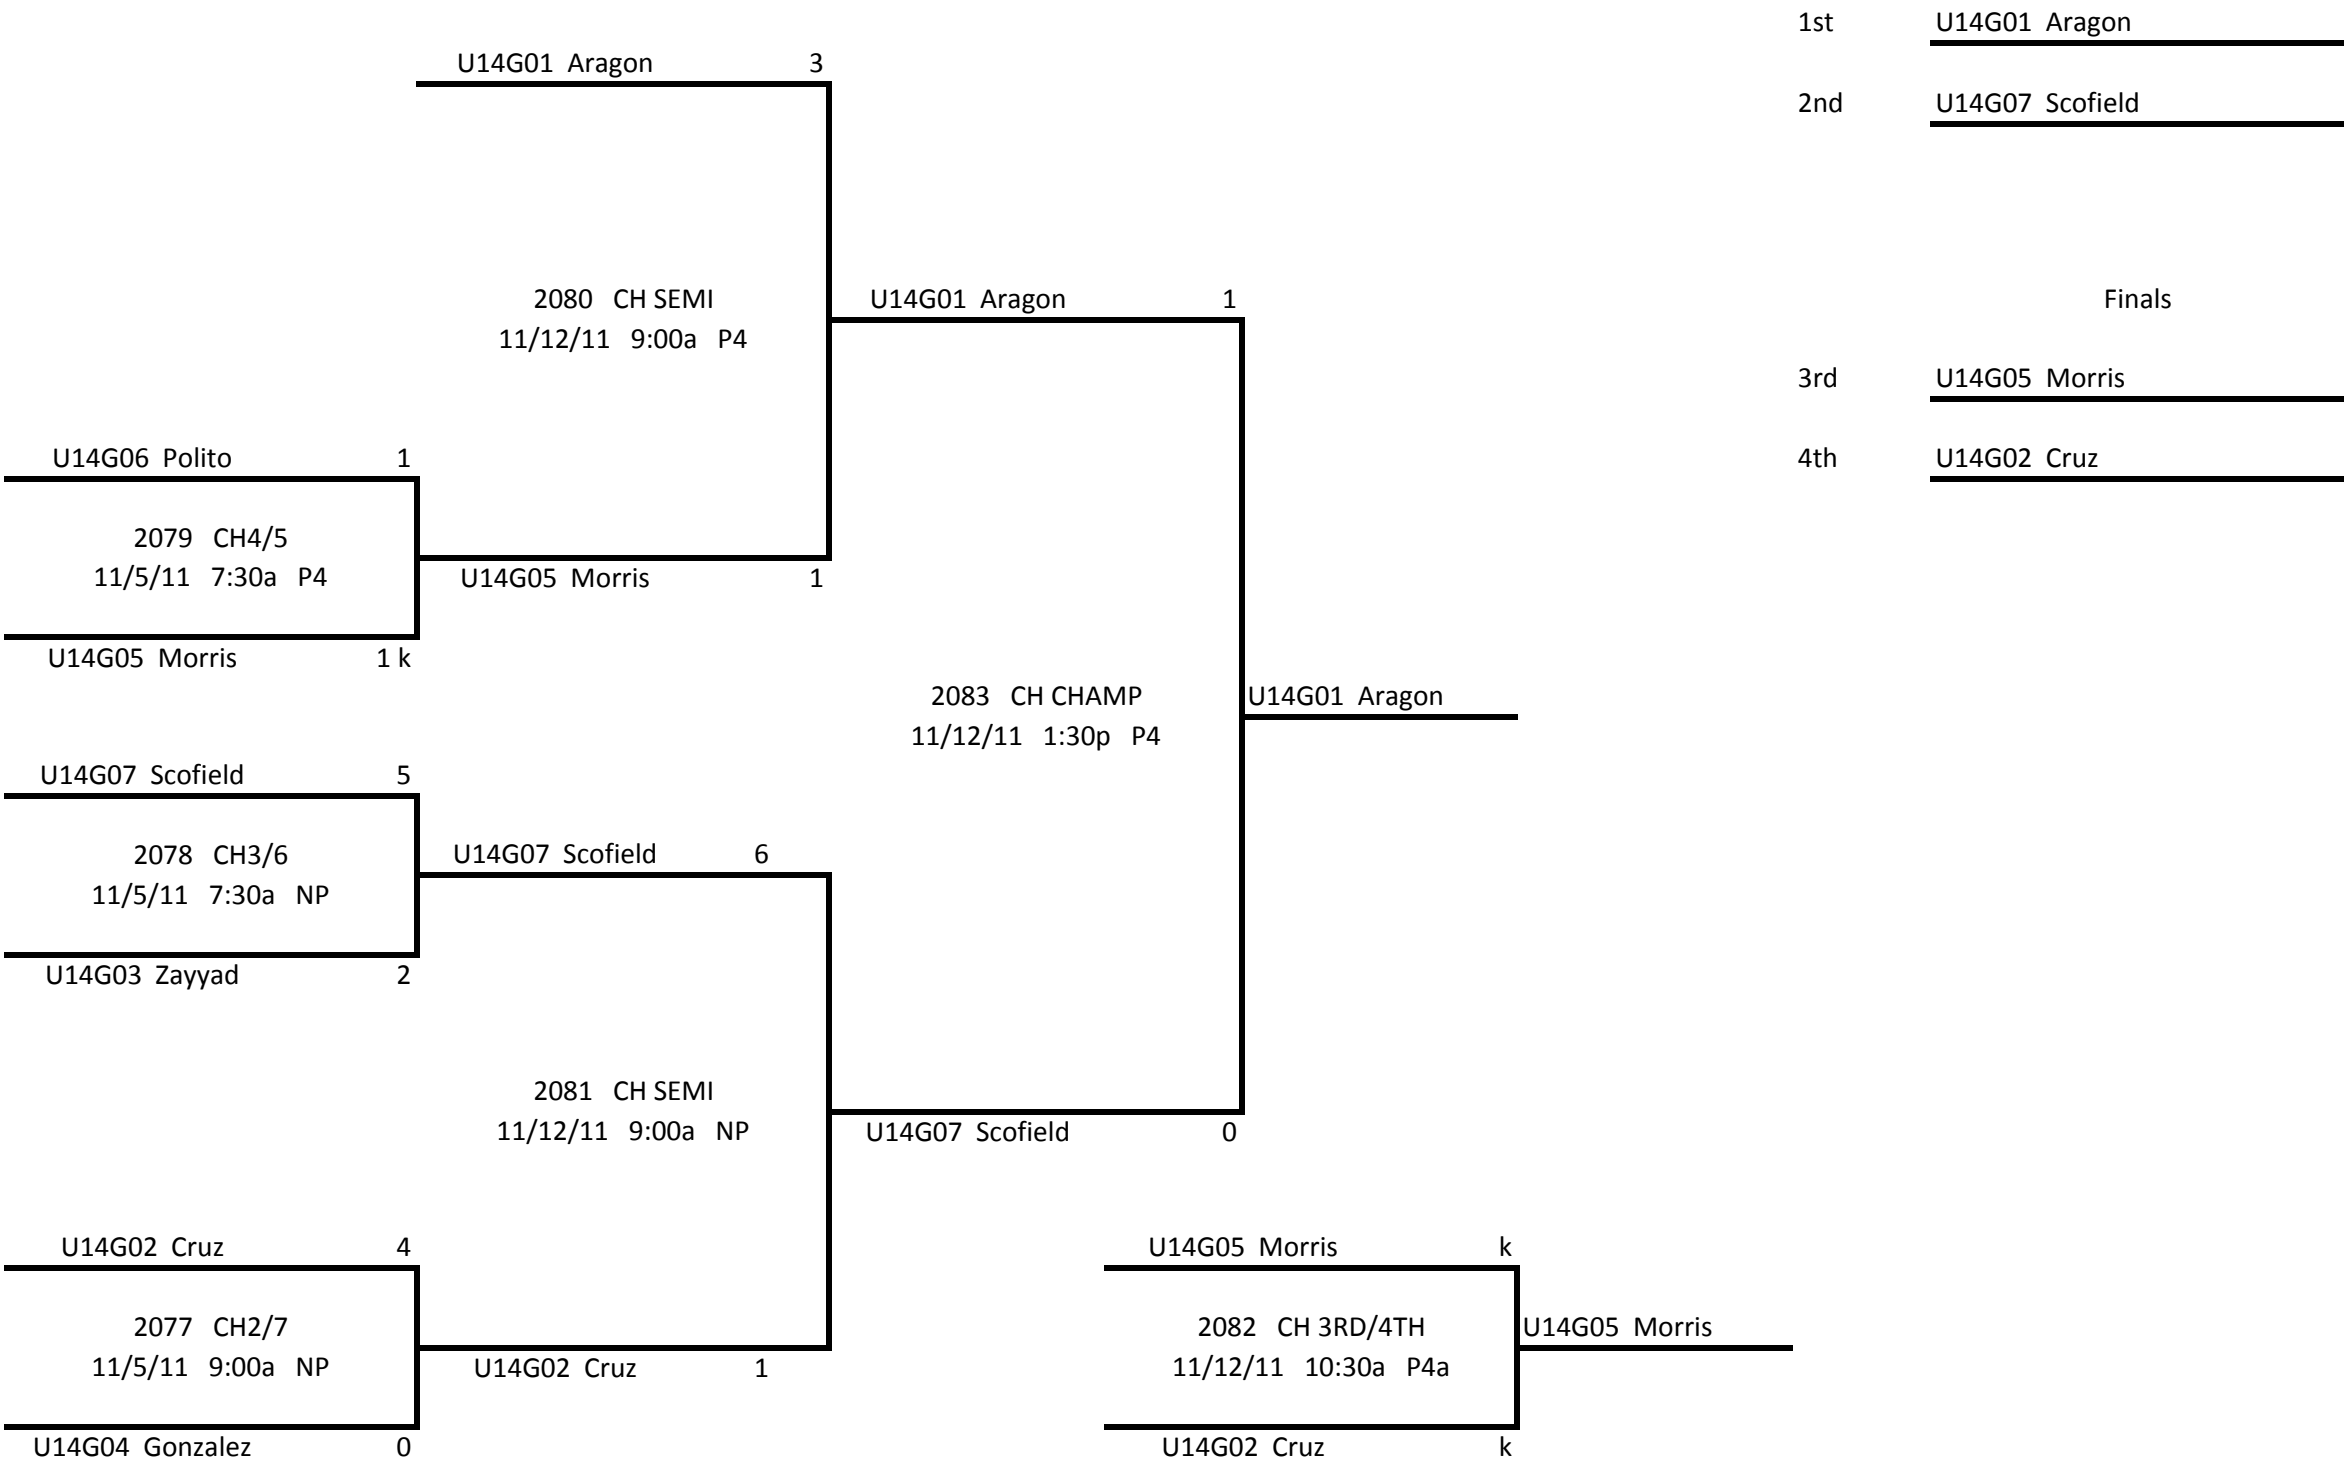 1st U14G01 Aragon
U14G01 Aragon 3
2nd U14G07 Scofield
2080 CH SEMI
11/12/11 9:00a P4
U14G01 Aragon 1
Finals
3rd U14G05 Morris
U14G06 Polito 1
4th U14G02 Cruz
2079 CH4/5
11/5/11 7:30a P4
U14G05 Morris 1
U14G05 Morris 1 k
2083 CH CHAMP
11/12/11 1:30p P4
U14G01 Aragon
U14G07 Scofield 5
2078 CH3/6
11/5/11 7:30a NP
U14G07 Scofield 6
U14G03 Zayyad 2
2081 CH SEMI
11/12/11 9:00a NP
U14G07 Scofield 0
U14G02 Cruz 4
U14G05 Morris k
2077 CH2/7
11/5/11 9:00a NP
U14G02 Cruz 1
2082 CH 3RD/4TH
11/12/11 10:30a P4a
U14G05 Morris
U14G04 Gonzalez 0
U14G02 Cruz k